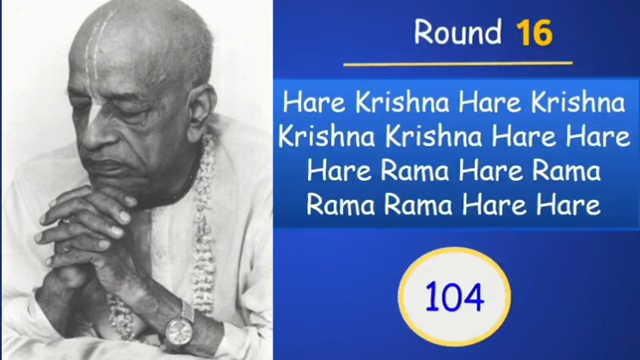 Round 16
Hare Krishna Hare Krishna
Krishna Krishna Hare Hare
Hare Rama Hare Rama
Rama Rama Hare Hare
104